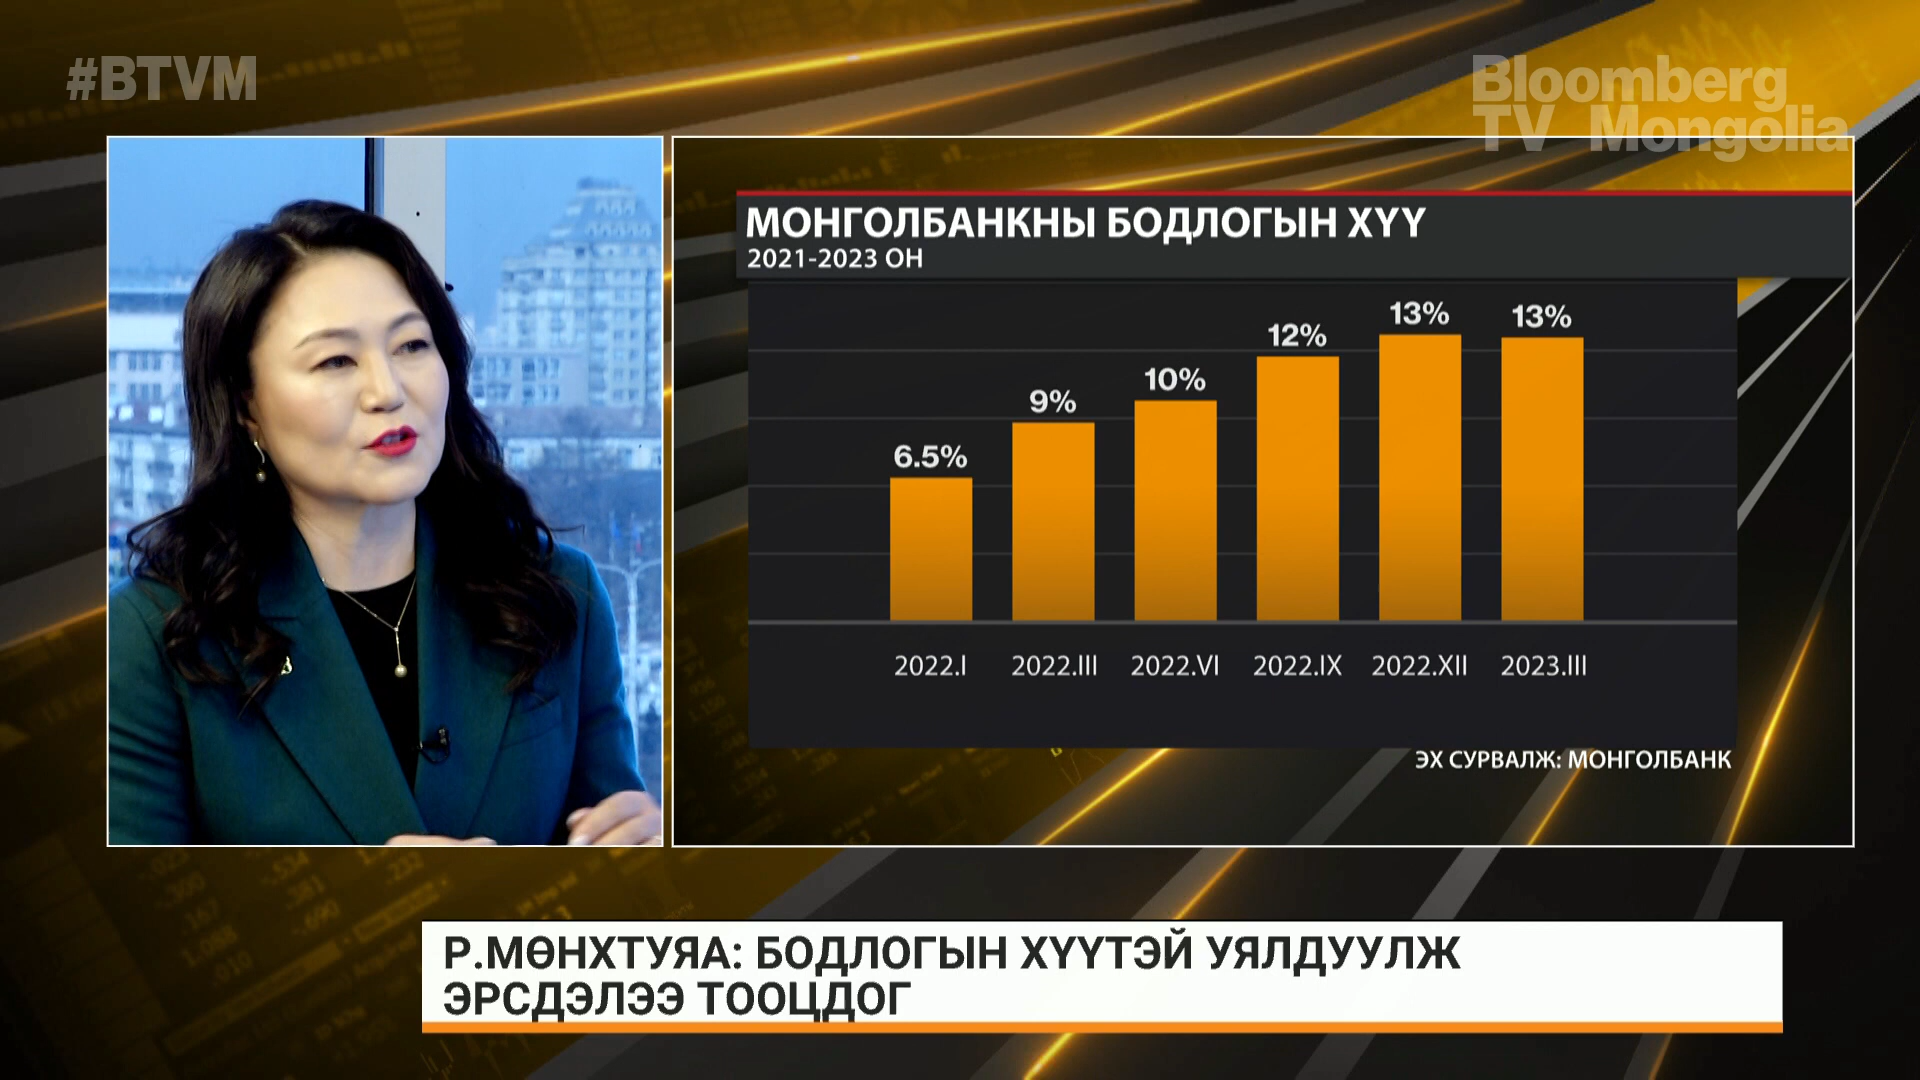 #BTVM
Bloomberg
TV Mongolia
МОНГОЛБАНКНЫ БОДЛОГЫН ХҮҮ
2021-2023 ОН
6.5%
9%
10%
12%
13%
13%
2022.I
2022.III
2022.VI
2022.IX
2022.XII
2023.III
ЭХ СУРВАЛЖ: МОНГОЛБАНК
Р.МӨНХТУЯА: БОДЛОГЫН ХҮҮТЭЙ УЯЛДУУЛЖ
ЭРСДЭЛЭЭ ТООЦДОГ